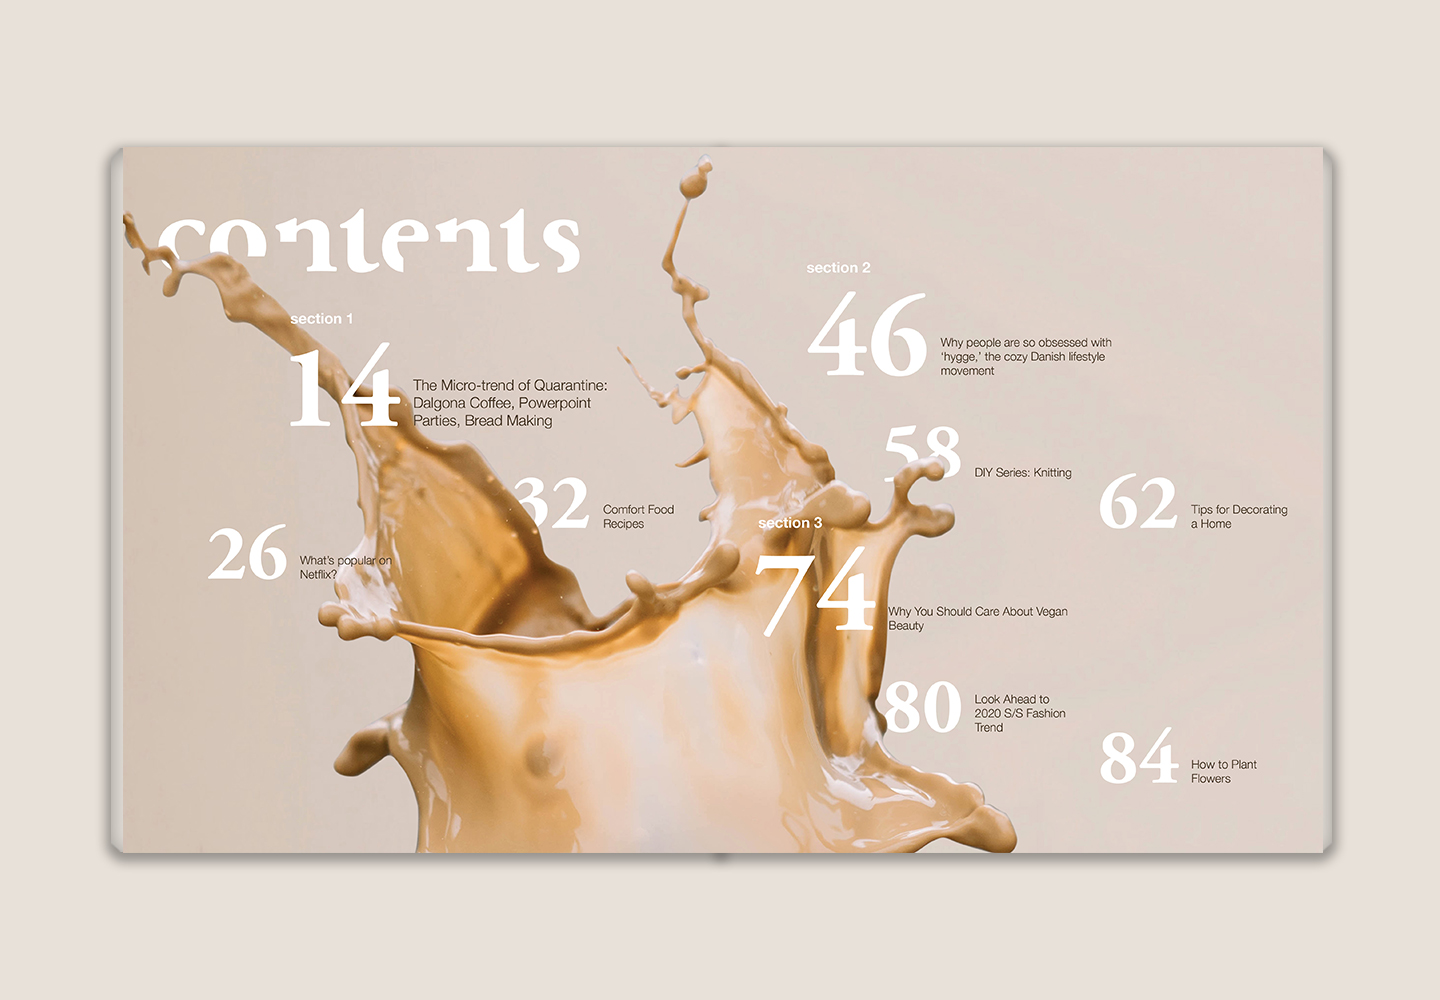 contents
section 1
14
The Micro-trend of Quarantine:
Dalgona Coffee, Powerpoint
Parties, Bread Making
26
What's popular on
Netflix?
32
Comfort Food
Recipes
section 2
46
Why people are so obsessed with
'hygge,' the cozy Danish lifestyle
movement
58
DIY Series: Knitting
62
Tips for Decorating
a Home
section 3
74
Why You Should Care About Vegan
Beauty
80
Look Ahead to
2020 S/S Fashion
Trend
84
How to Plant
Flowers